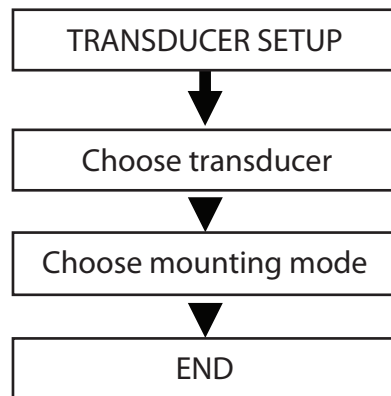 TRANSDUCER SETUP
Choose transducer
Choose mounting mode
END